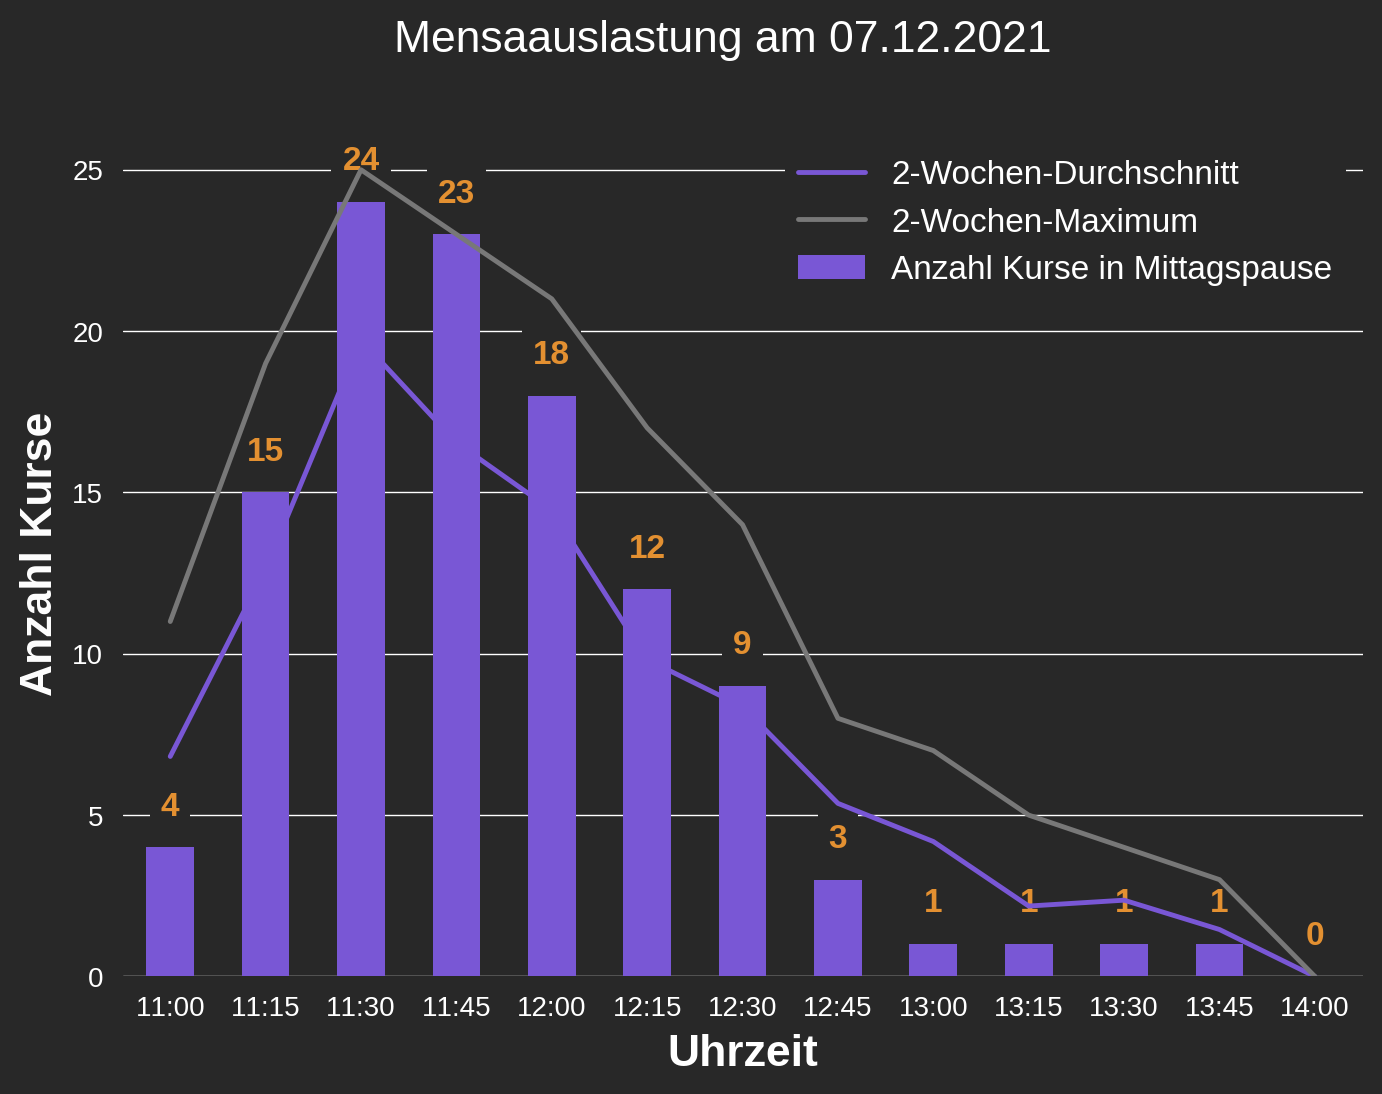 Mensaauslastung am 07.12.2021
2-Wochen-Durchschnitt
2-Wochen-Maximum
Anzahl Kurse in Mittagspause
Anzahl Kurse
25
20
15
10
5
0
4
15
24
23
18
12
9
3
1
1
1
1
0
11:00 11:15 11:30 11:45 12:00 12:15 12:30 12:45 13:00 13:15 13:30 13:45 14:00
Uhrzeit